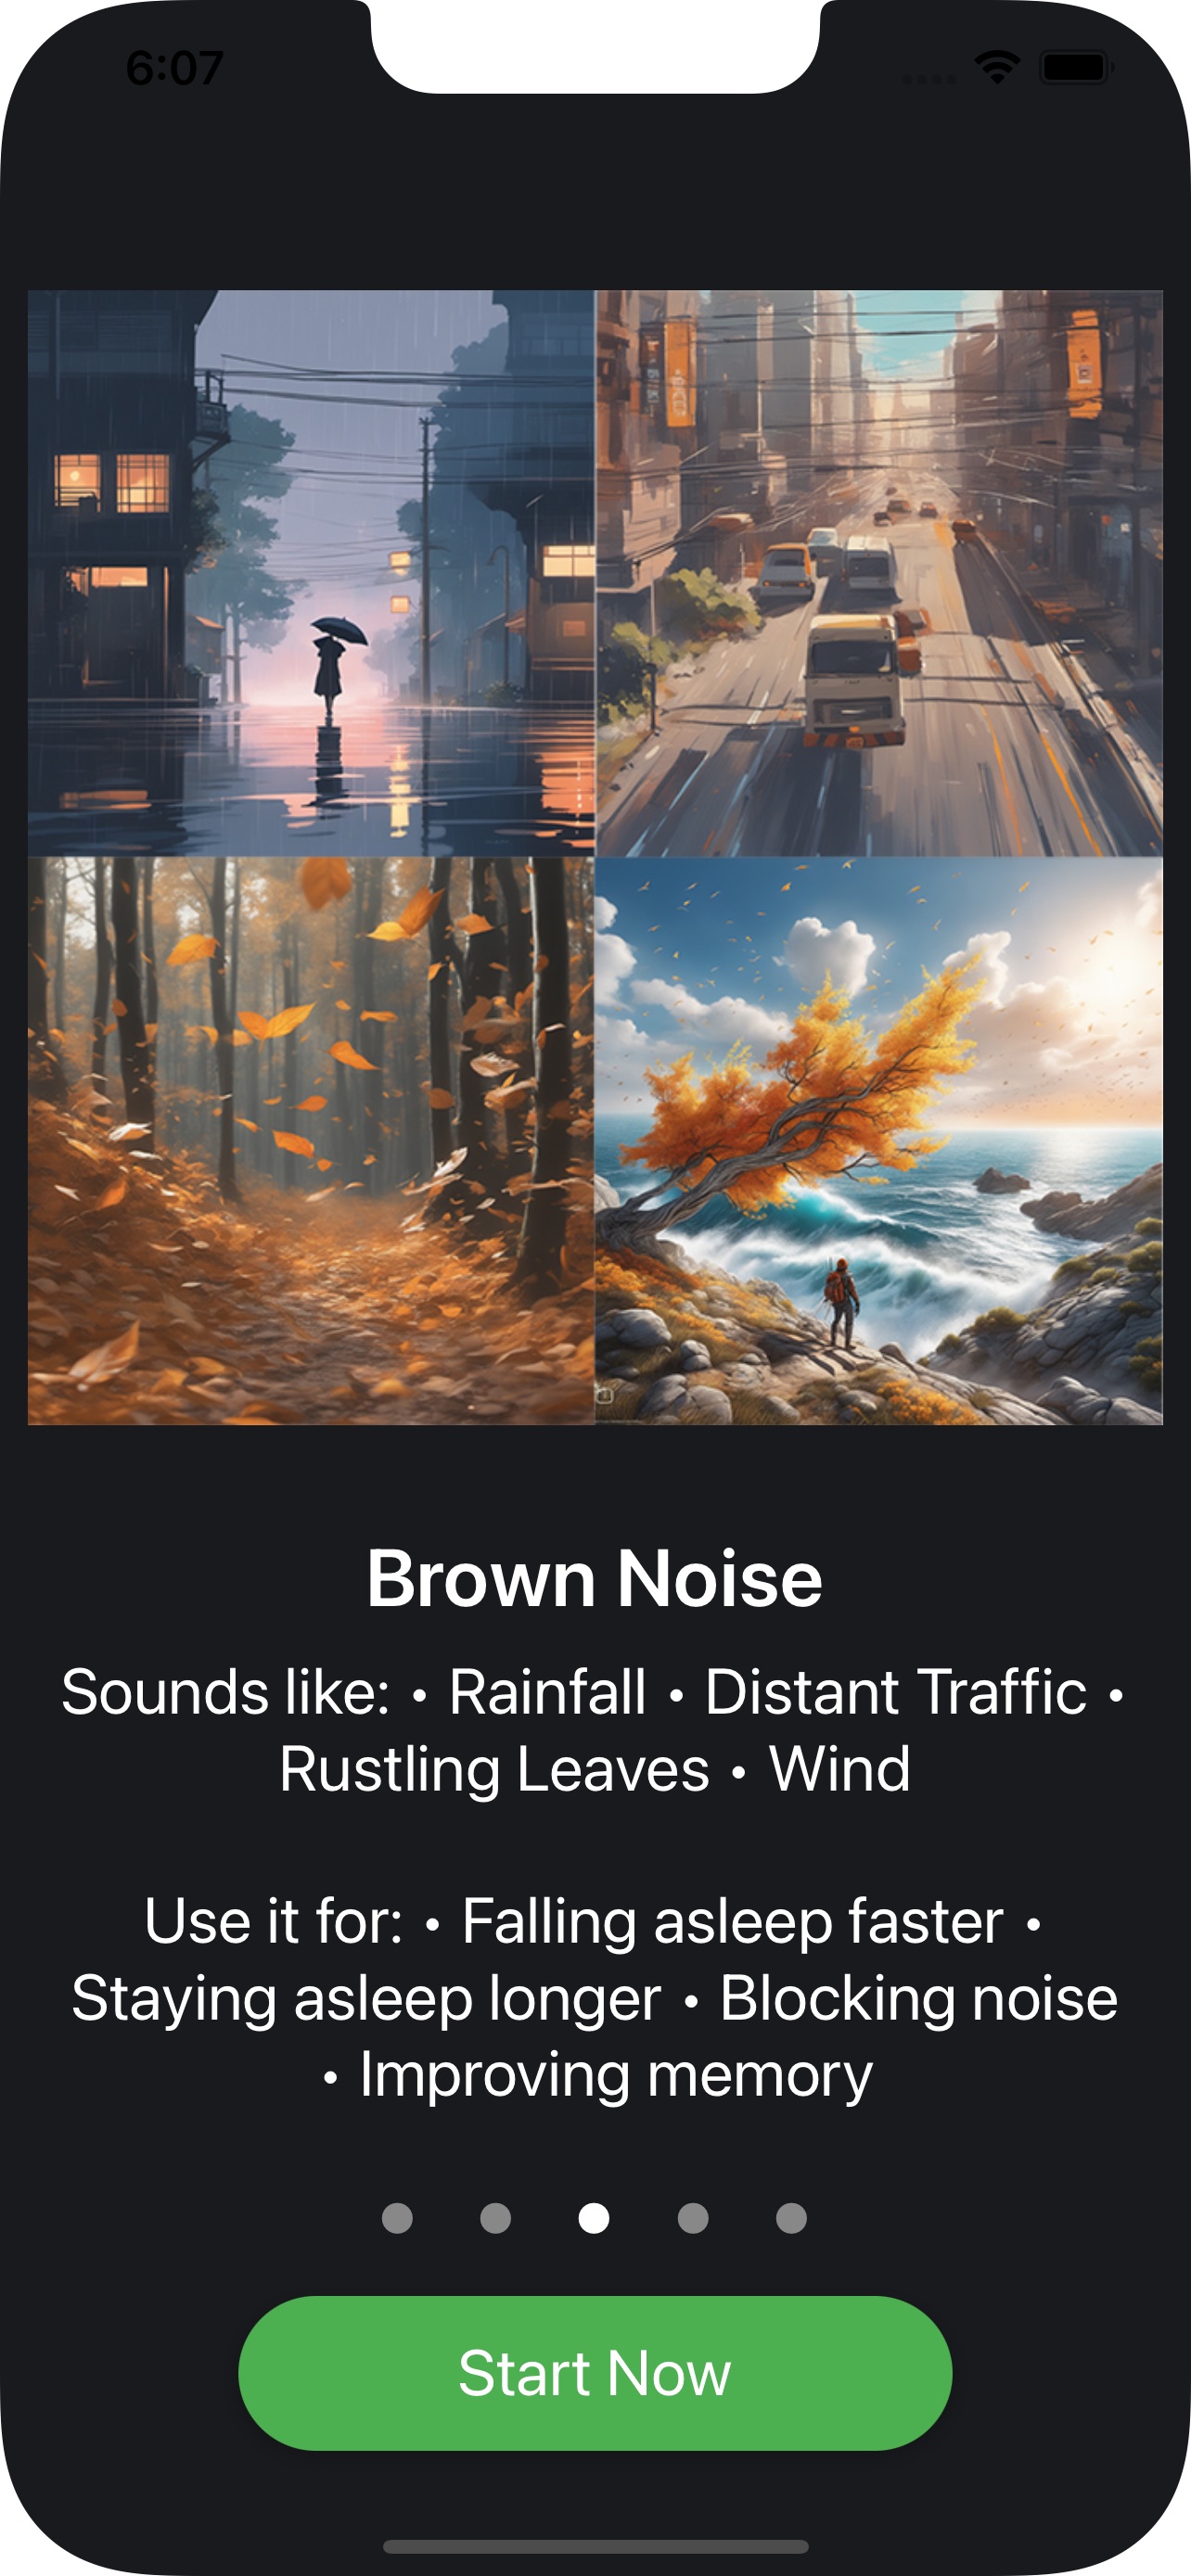 6:07
Brown Noise
Sounds like: • Rainfall • Distant Traffic •
Rustling Leaves • Wind
Use it for: • Falling asleep faster •
Staying asleep longer • Blocking noise
• Improving memory
Start Now